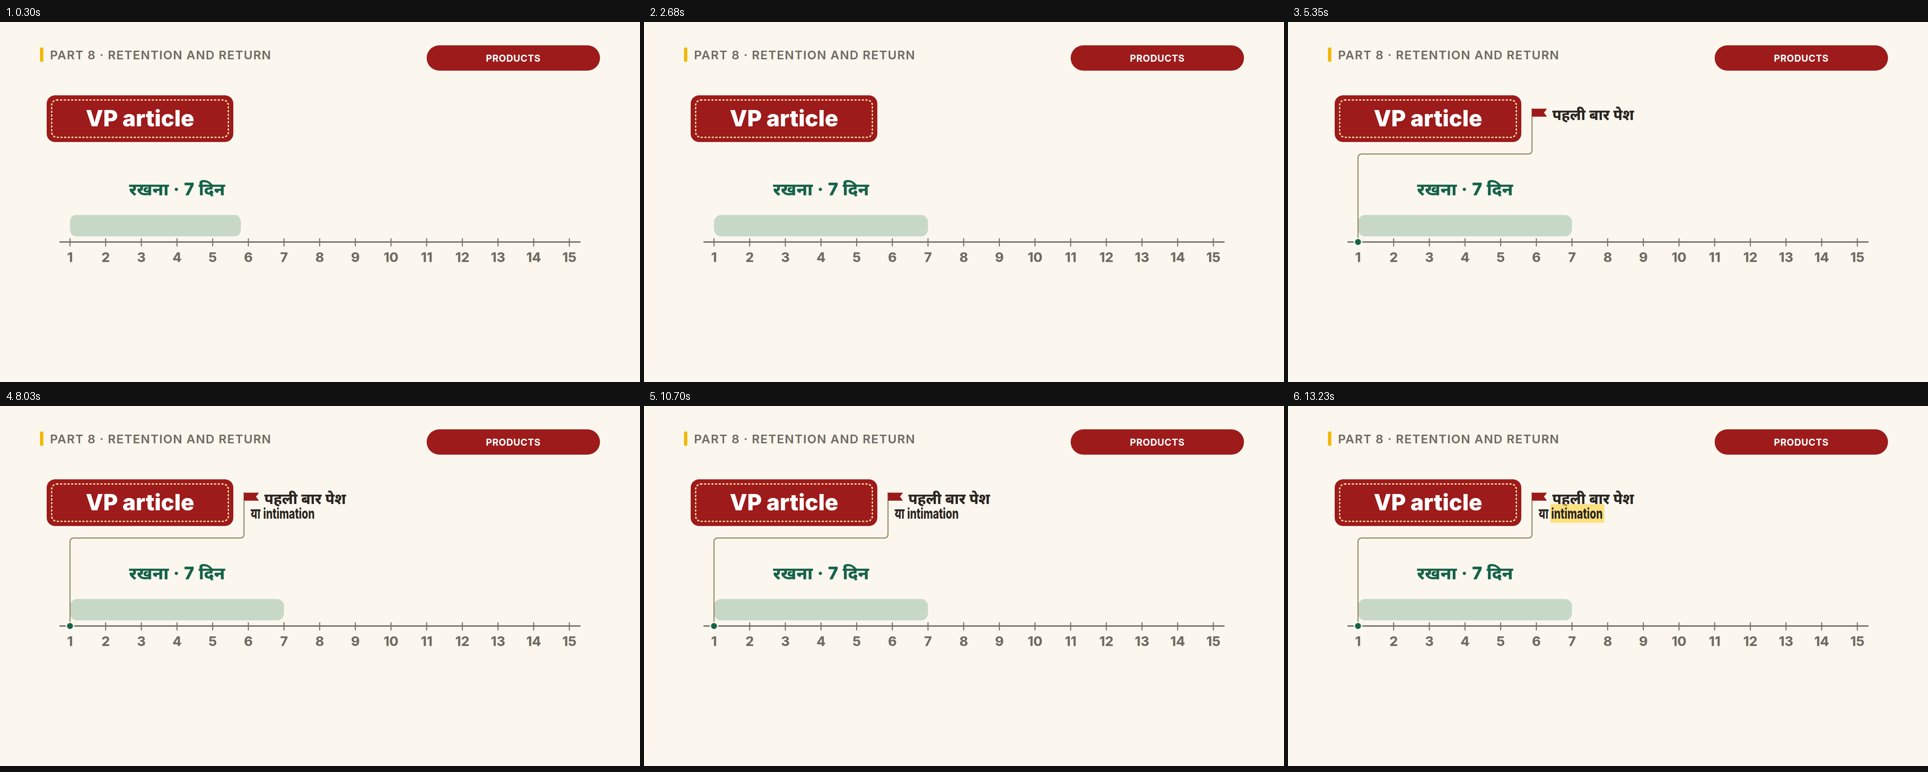 1. 0.30s
PART 8 · RETENTION AND RETURN
PRODUCTS
VP article
रखना · 7 दिन
1 2 3 4 5 6 7 8 9 10 11 12 13 14 15
2. 2.68s
PART 8 · RETENTION AND RETURN
PRODUCTS
VP article
रखना · 7 दिन
1 2 3 4 5 6 7 8 9 10 11 12 13 14 15
3. 5.35s
PART 8 · RETENTION AND RETURN
PRODUCTS
VP article
पहली बार पेश
रखना · 7 दिन
1 2 3 4 5 6 7 8 9 10 11 12 13 14 15
4. 8.03s
PART 8 · RETENTION AND RETURN
PRODUCTS
VP article
पहली बार पेश
या intimation
रखना · 7 दिन
1 2 3 4 5 6 7 8 9 10 11 12 13 14 15
5. 10.70s
PART 8 · RETENTION AND RETURN
PRODUCTS
VP article
पहली बार पेश
या intimation
रखना · 7 दिन
1 2 3 4 5 6 7 8 9 10 11 12 13 14 15
6. 13.23s
PART 8 · RETENTION AND RETURN
PRODUCTS
VP article
पहली बार पेश
या intimation
रखना · 7 दिन
1 2 3 4 5 6 7 8 9 10 11 12 13 14 15